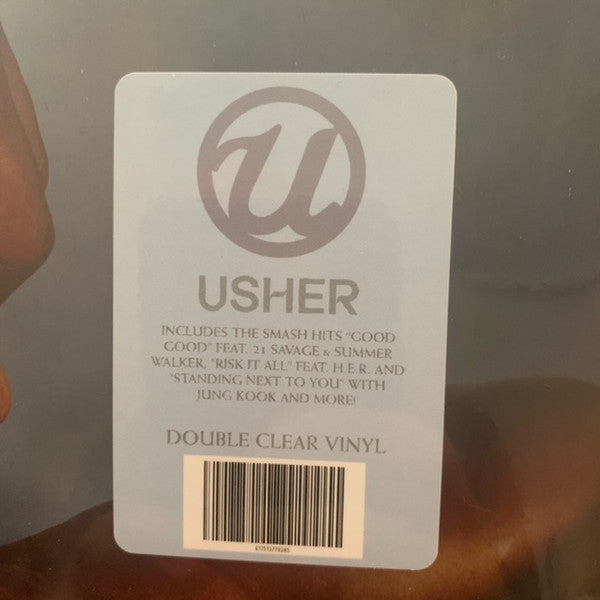 U
USHER
INCLUDES THE SMASH HITS "GOOD
GOOD" FEAT. 21 SAVAGE & SUMMER
WALKER, "RISK IT ALL" FEAT. H.E.R. AND
"STANDING NEXT TO YOU" WITH
JUNG KOOK AND MORE!
DOUBLE CLEAR VINYL